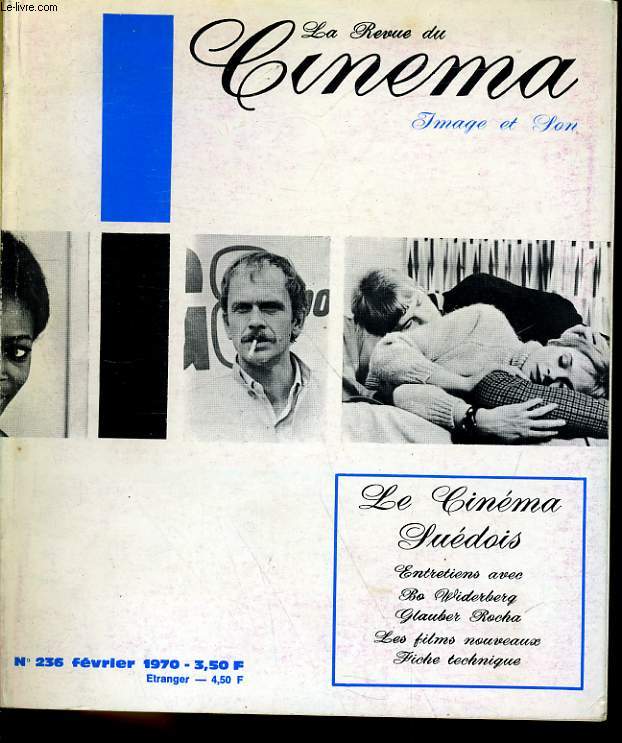 Le-livre.com
La Revue du
Cinema
Image et Son
Le Cinéma
Suédois
Entretiens avec
Bo Widerberg
Glauber Rocha
Les films nouveaux
Fiche technique
N° 236 février 1970 - 3,50 F
Etranger — 4,50 F